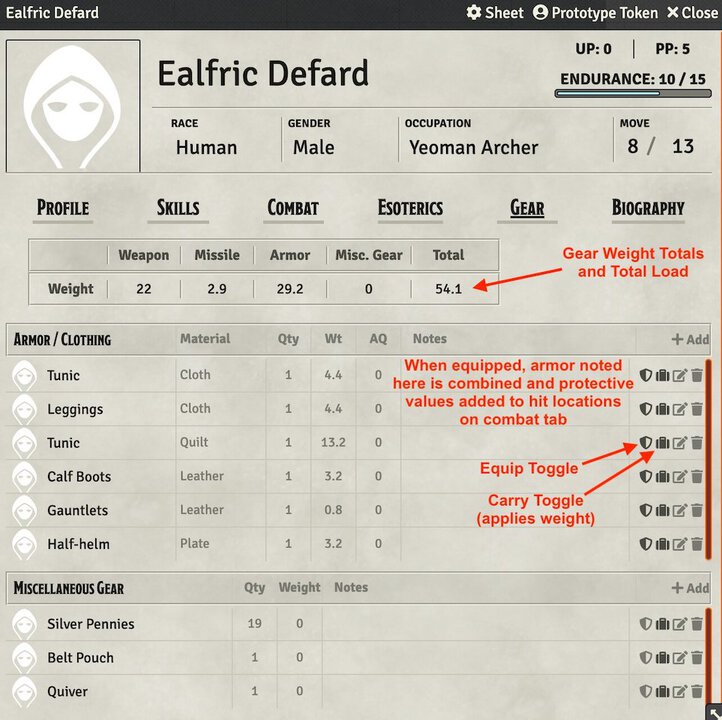 Ealfric Defard Sheet Prototype Token Close
UP: 0 PP: 5
Ealfric Defard
ENDURANCE: 10 / 15
RACE GENDER OCCUPATION MOVE
Human Male Yeoman Archer 8 / 13
PROFILE SKILLS COMBAT ESOTERICS GEAR BIOGRAPHY
Weapon Missile Armor Misc. Gear Total
Weight 22 2.9 29.2 0 54.1
Gear Weight Totals
and Total Load
ARMOR / CLOTHING Material Qty Wt AQ Notes + Add
Tunic Cloth 1 4.4 0
When equipped, armor noted
here is combined and protective
values added to hit locations
on combat tab
Leggings Cloth 1 4.4 0
Tunic Quilt 1 13.2 0
Equip Toggle
Calf Boots Leather 1 3.2 0
Carry Toggle
(applies weight)
Gauntlets Leather 1 0.8 0
Half-helm Plate 1 3.2 0
MISCELLANEOUS GEAR Qty Weight Notes + Add
Silver Pennies 19 0
Belt Pouch 1 0
Quiver 1 0